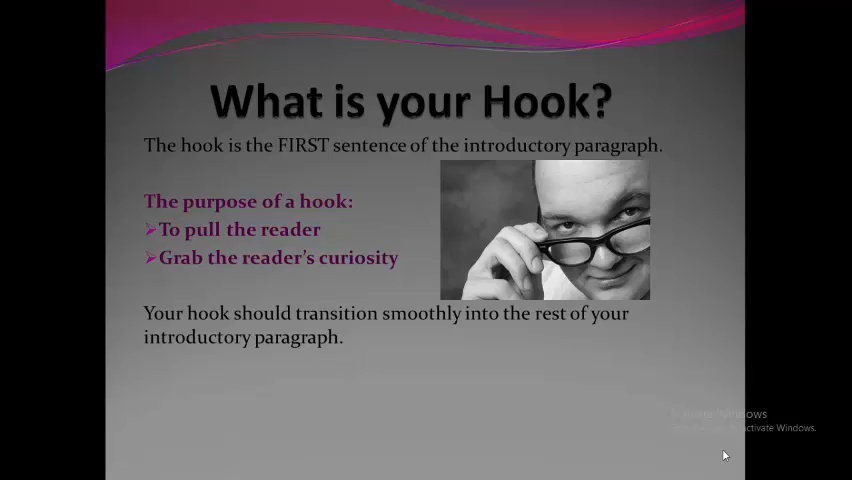 What is your Hook?
The hook is the FIRST sentence of the introductory paragraph.
The purpose of a hook:
➢To pull the reader
➢Grab the reader's curiosity
Your hook should transition smoothly into the rest of your
introductory paragraph.
Windows
Activate Windows.